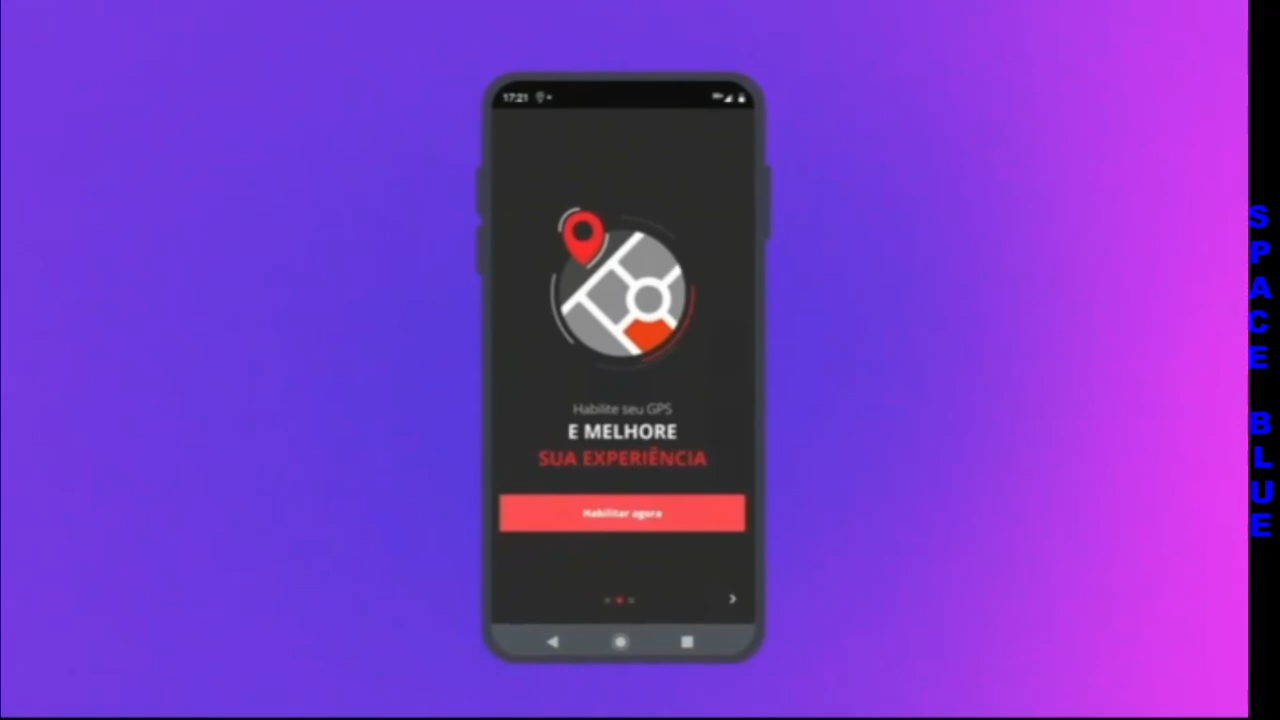 17:21
Habilite seu GPS
E MELHORE
SUA EXPERIÊNCIA
Habilitar agora
SPACE BLUE